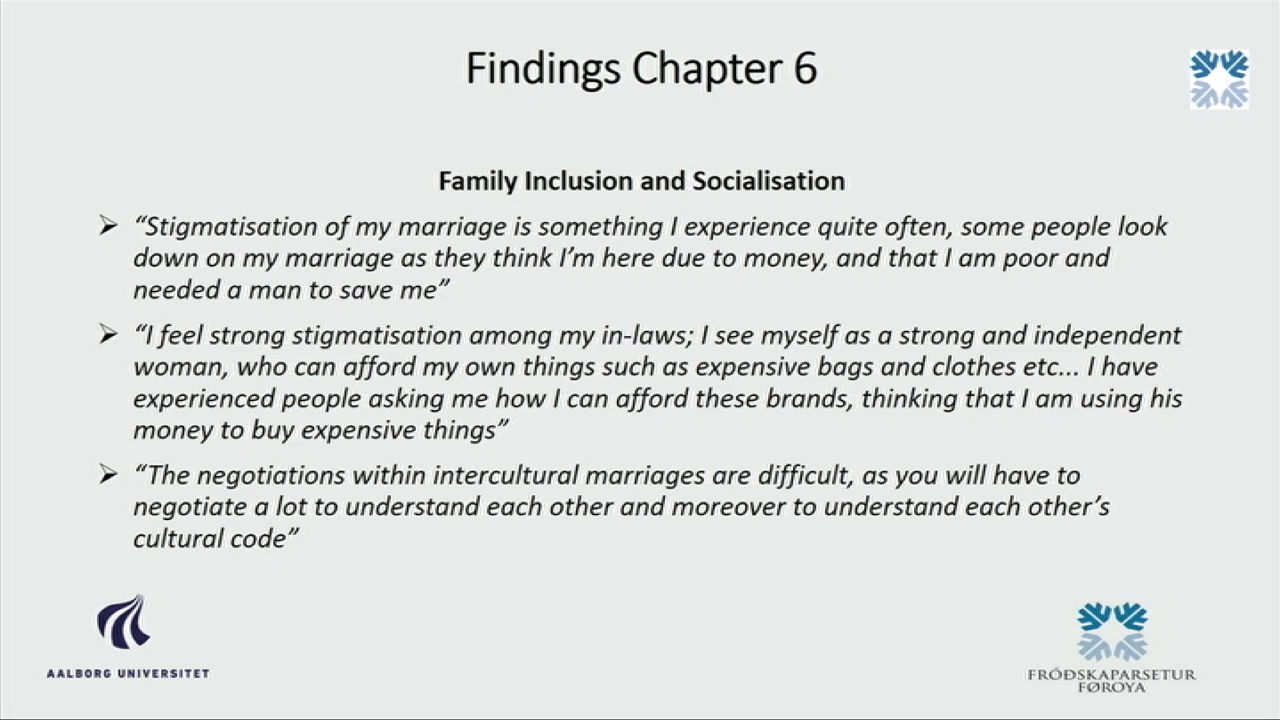 Findings Chapter 6
Family Inclusion and Socialisation
“Stigmatisation of my marriage is something I experience quite often, some people look
down on my marriage as they think I’m here due to money, and that I am poor and
needed a man to save me”
“I feel strong stigmatisation among my in-laws; I see myself as a strong and independent
woman, who can afford my own things such as expensive bags and clothes etc... I have
experienced people asking me how I can afford these brands, thinking that I am using his
money to buy expensive things”
“The negotiations within intercultural marriages are difficult, as you will have to
negotiate a lot to understand each other and moreover to understand each other’s
cultural code”
AALBORG UNIVERSITET
FRÓÐSKAPARSETUR
FØROYA